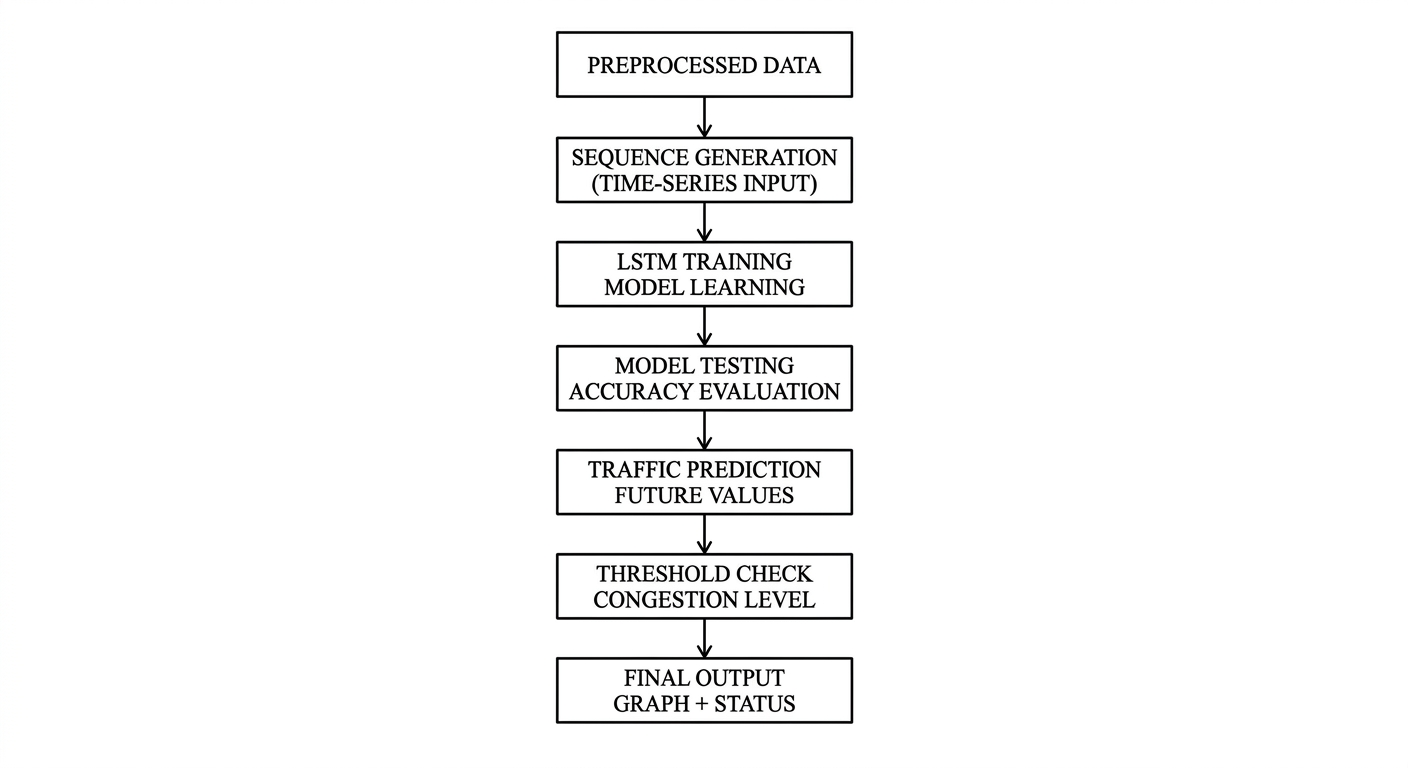 PREPROCESSED DATA
SEQUENCE GENERATION
(TIME-SERIES INPUT)
LSTM TRAINING
MODEL LEARNING
MODEL TESTING
ACCURACY EVALUATION
TRAFFIC PREDICTION
FUTURE VALUES
THRESHOLD CHECK
CONGESTION LEVEL
FINAL OUTPUT
GRAPH + STATUS